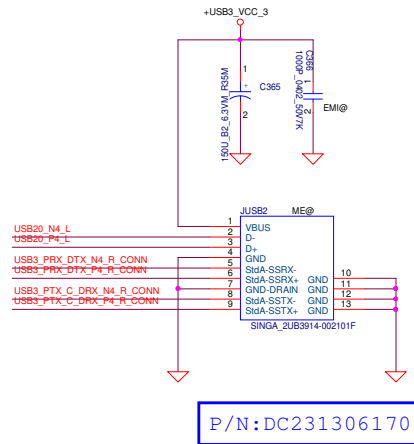 +USB3_VCC_3
1
2
150U_B2_6.3VM_R35M
+
C365
1
2
1000P_0402_50V7K
C366
EMI@
JUSB2 ME@
USB20_N4_L
USB20_P4_L
USB3_PRX_DTX_N4_R_CONN
USB3_PRX_DTX_P4_R_CONN
USB3_PTX_C_DRX_N4_R_CONN
USB3_PTX_C_DRX_P4_R_CONN
1 VBUS
2 D-
3 D+
4 GND
5 StdA-SSRX-
6 StdA-SSRX+ GND 10
7 GND-DRAIN GND 11
8 StdA-SSTX- GND 12
9 StdA-SSTX+ GND 13
SINGA_2UB3914-002101F
P/N:DC231306170